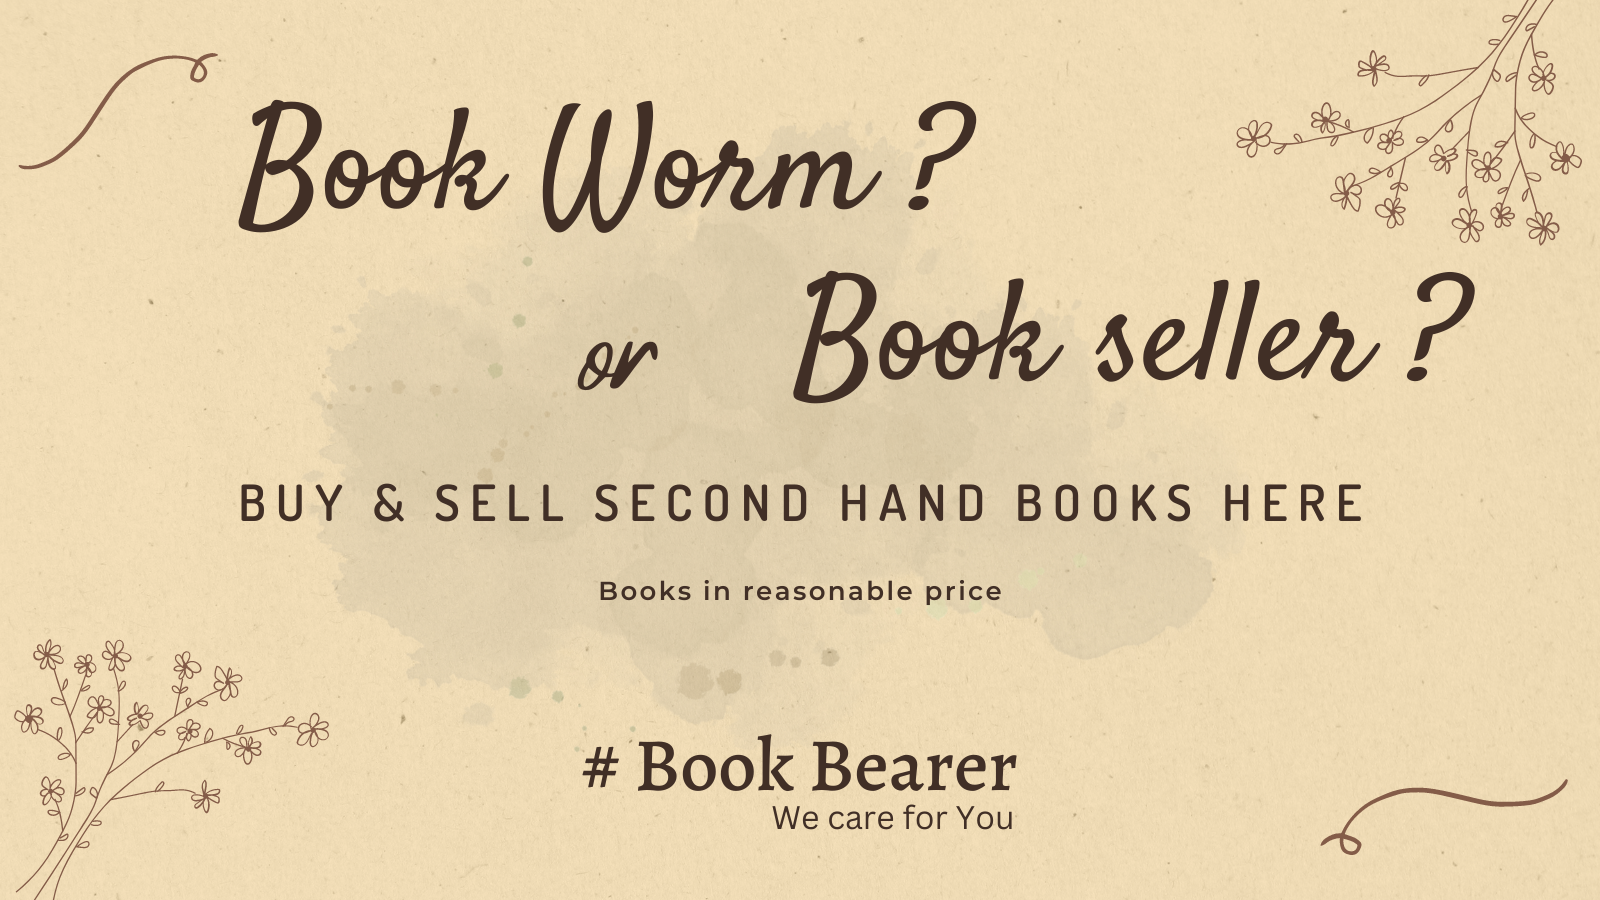 Book Worm ?
or Book seller ?
BUY & SELL SECOND HAND BOOKS HERE
Books in reasonable price
# Book Bearer
We care for You